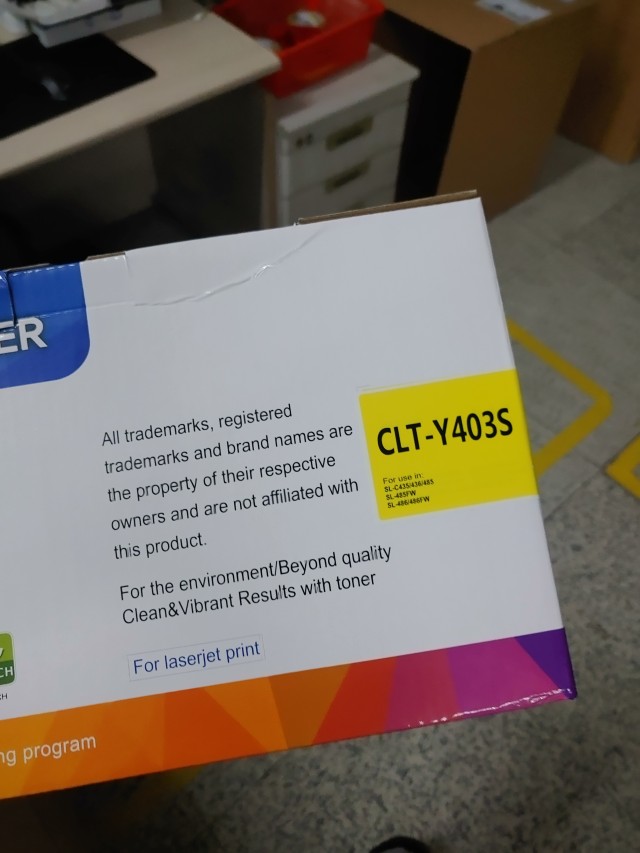 ER
All trademarks, registered
trademarks and brand names are
the property of their respective
owners and are not affiliated with
this product.
CLT-Y403S
For use in:
SL-C435/436/485
SL-485FW
SL-486/486FW
For the environment/Beyond quality
Clean&Vibrant Results with toner
For laserjet print
CH
ng program